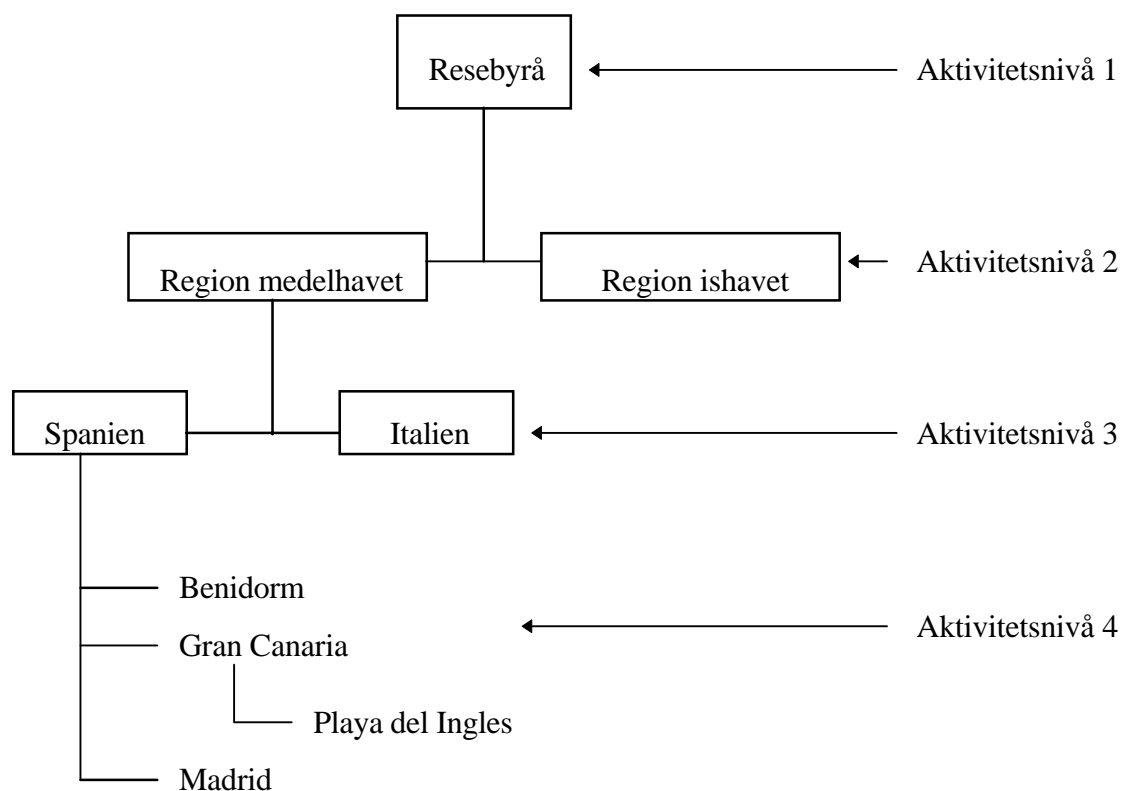 Resebyrå
Aktivitetsnivå 1
Region medelhavet
Region ishavet
Aktivitetsnivå 2
Spanien
Italien
Aktivitetsnivå 3
Benidorm
Gran Canaria
Aktivitetsnivå 4
Playa del Ingles
Madrid